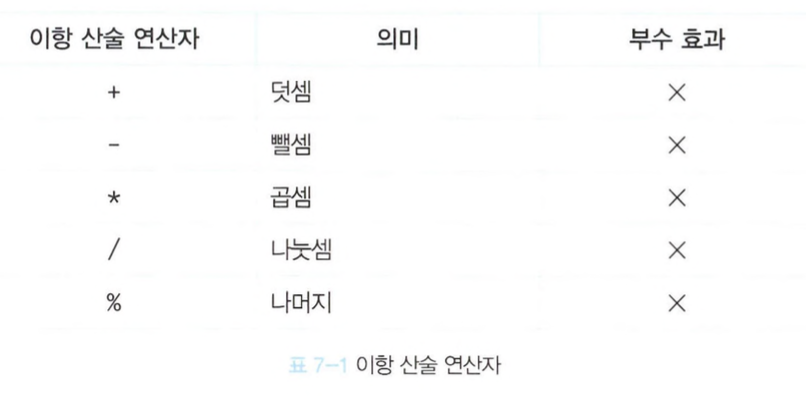 이항 산술 연산자 의미 부수 효과
+ 덧셈 ×
- 뺄셈 ×
* 곱셈 ×
/ 나눗셈 ×
% 나머지 ×
표 7-1 이항 산술 연산자